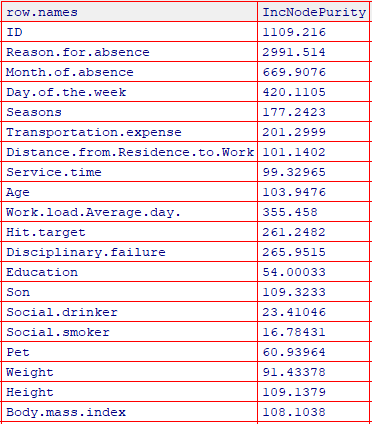 row.names IncNodePurity
ID 1109.216
Reason.for.absence 2991.514
Month.of.absence 669.9076
Day.of.the.week 420.1105
Seasons 177.2423
Transportation.expense 201.2999
Distance.from.Residence.to.Work 101.1402
Service.time 99.32965
Age 103.9476
Work.load.Average.day. 355.458
Hit.target 261.2482
Disciplinary.failure 265.9515
Education 54.00033
Son 109.3233
Social.drinker 23.41046
Social.smoker 16.78431
Pet 60.93964
Weight 91.43378
Height 109.1379
Body.mass.index 108.1038